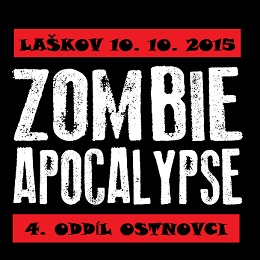 LAŠKOV 10. 10. 2015
ZOMBIE
APOCALYPSE
4. ODDÍL OSTNOVCI